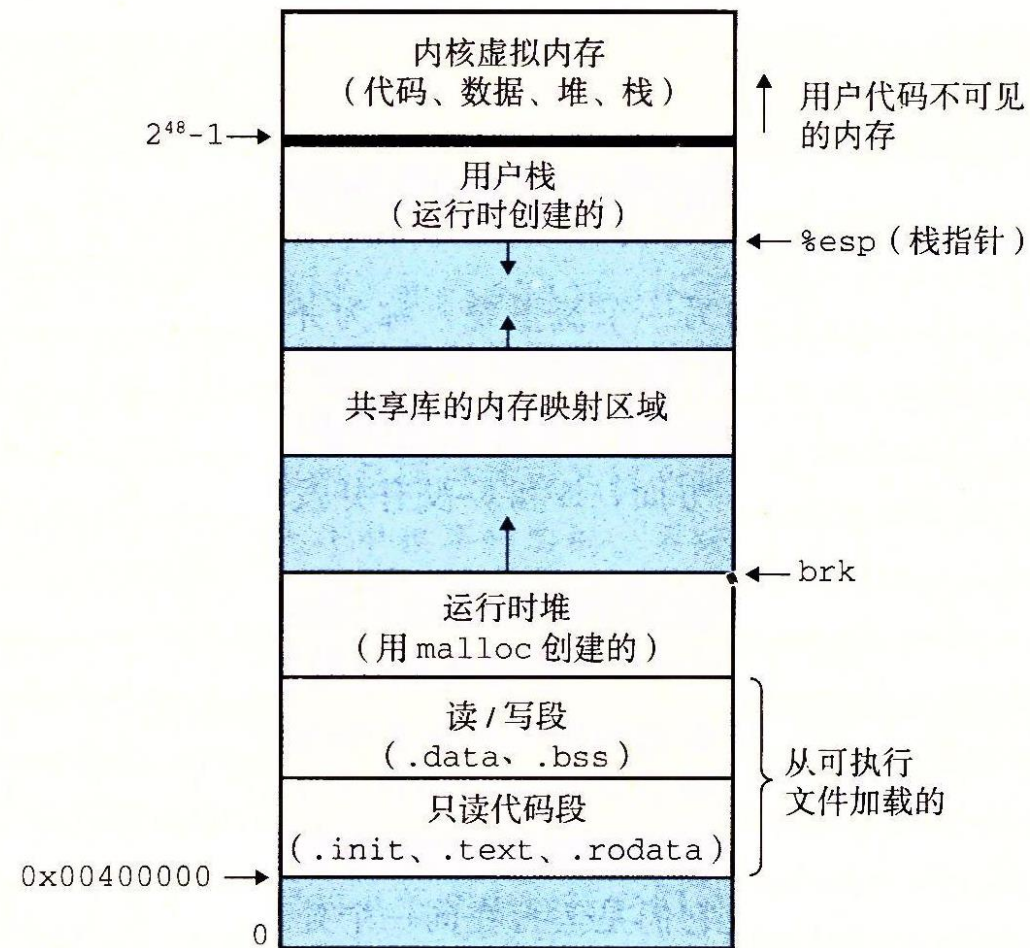 内核虚拟内存
（代码、数据、堆、栈）
用户代码不可见
的内存
2⁴⁸-1
用户栈
（运行时创建的）
%esp（栈指针）
共享库的内存映射区域
brk
运行时堆
（用 malloc 创建的）
读/写段
（.data、.bss）
从可执行
文件加载的
只读代码段
（.init、.text、.rodata）
0x00400000
0